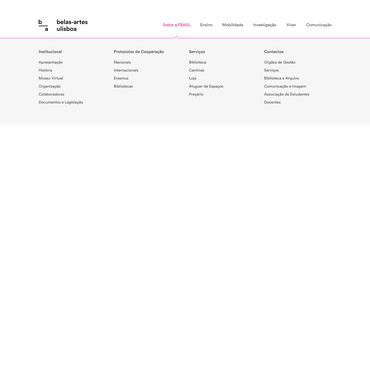 b
a
belas-artes
ulisboa
Sobre a FBAUL Ensino Mobilidade Investigação Viver Comunicação
Institucional
Apresentação
História
Museu Virtual
Organização
Colaboradores
Documentos e Legislação
Protocolos de Cooperação
Nacionais
Internacionais
Erasmus
Bibliotecas
Serviços
Biblioteca
Cantinas
Loja
Aluguer de Espaços
Preçário
Contactos
Orgãos de Gestão
Serviços
Biblioteca e Arquivo
Comunicação e Imagem
Associação de Estudantes
Docentes